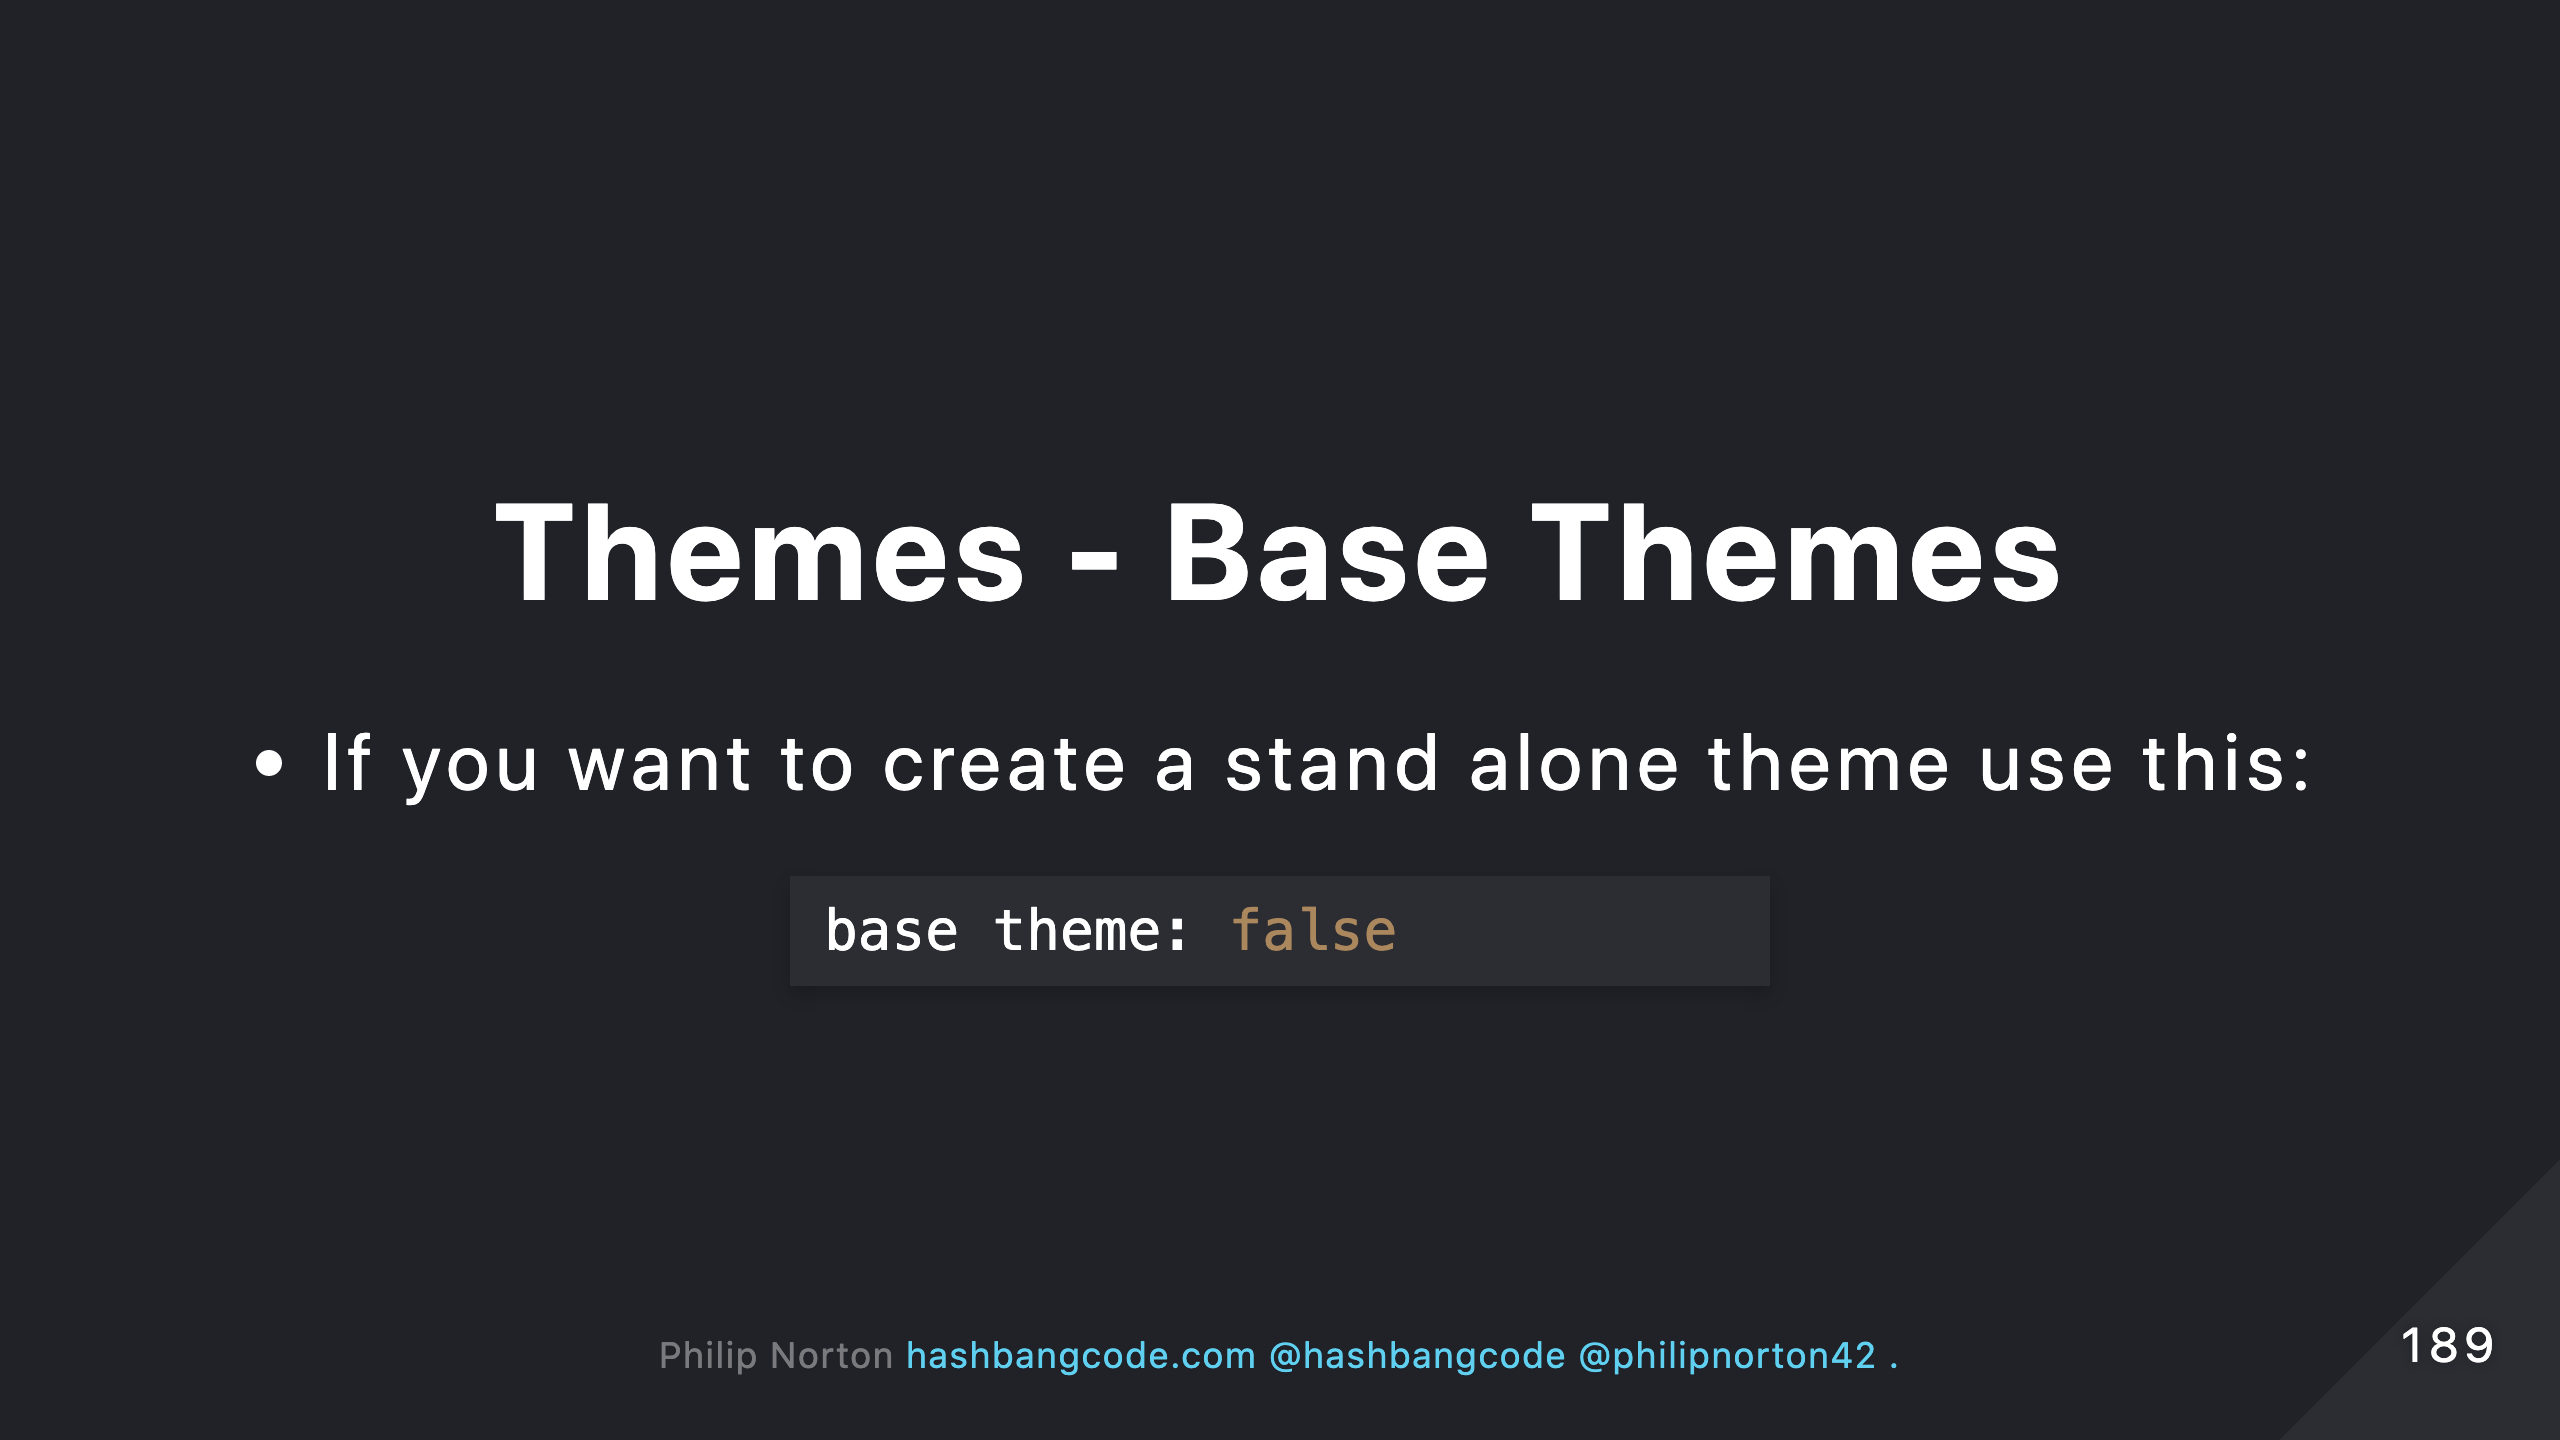 Themes - Base Themes
• If you want to create a stand alone theme use this:
base theme: false
Philip Norton hashbangcode.com @hashbangcode @philipnorton42 .
189